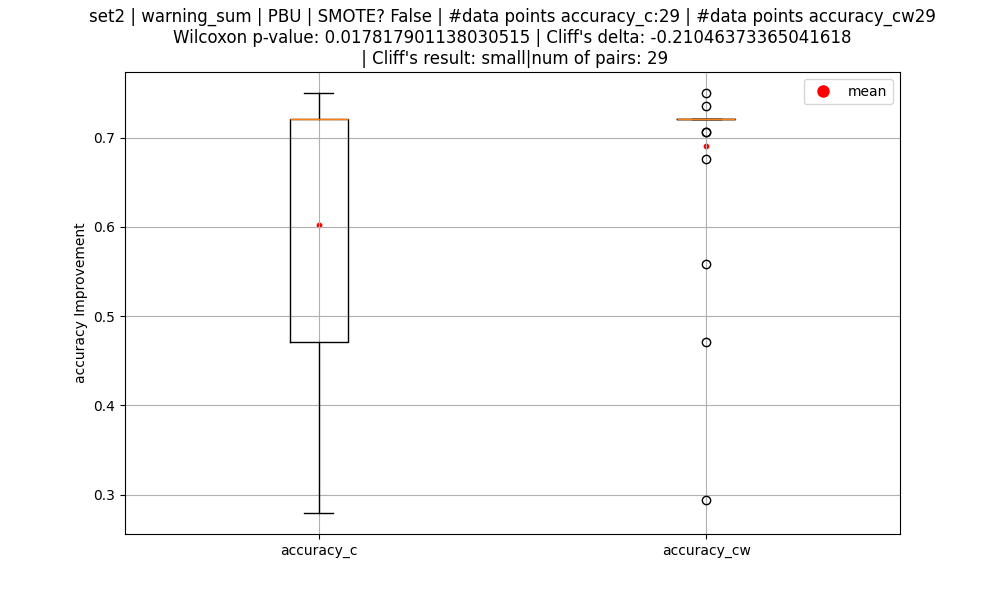 set2 | warning_sum | PBU | SMOTE? False | #data points accuracy_c:29 | #data points accuracy_cw29
Wilcoxon p-value: 0.017817901138030515 | Cliff's delta: -0.21046373365041618
| Cliff's result: small|num of pairs: 29
mean
accuracy Improvement
0.7
0.6
0.5
0.4
0.3
accuracy_c
accuracy_cw